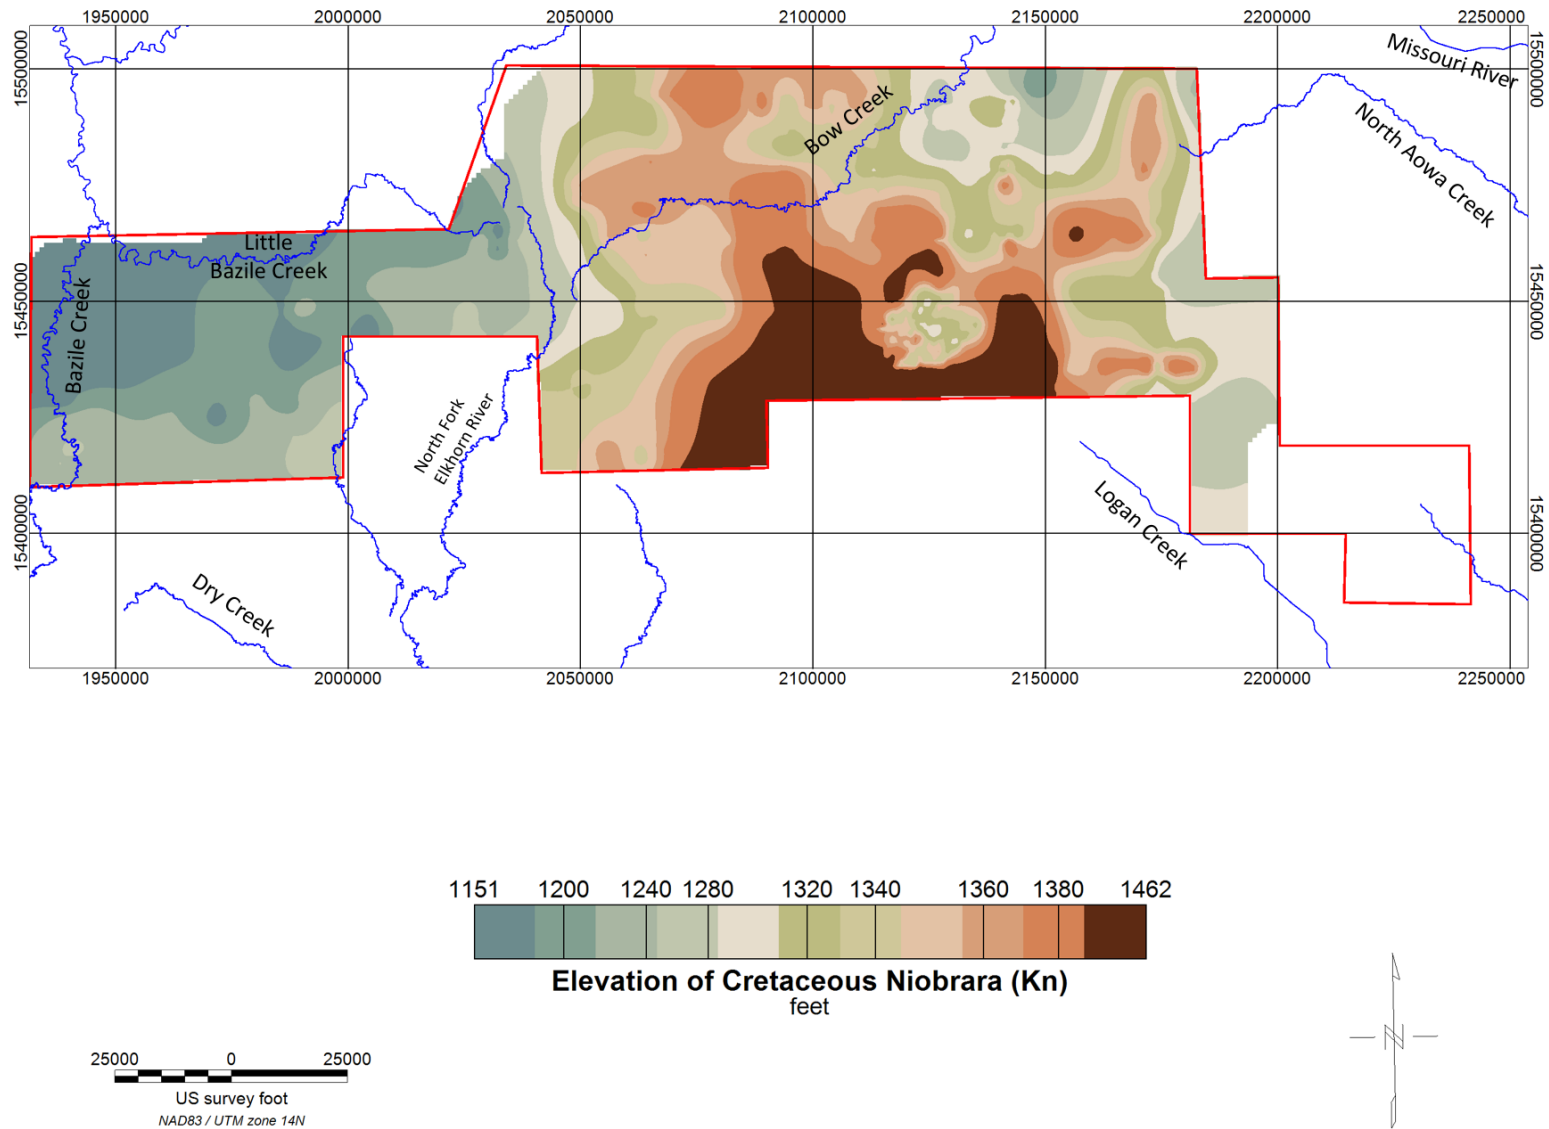 1950000 2000000 2050000 2100000 2150000 2200000 2250000
15500000
15500000
Missouri River
North Aowa Creek
Bow Creek
Little
Bazile Creek
Bazile Creek
15450000
15450000
North Fork
Elkhorn River
Logan Creek
15400000
15400000
Dry Creek
1950000 2000000 2050000 2100000 2150000 2200000 2250000
1151 1200 1240 1280 1320 1340 1360 1380 1462
Elevation of Cretaceous Niobrara (Kn)
feet
25000 0 25000
US survey foot
NAD83 / UTM zone 14N
N